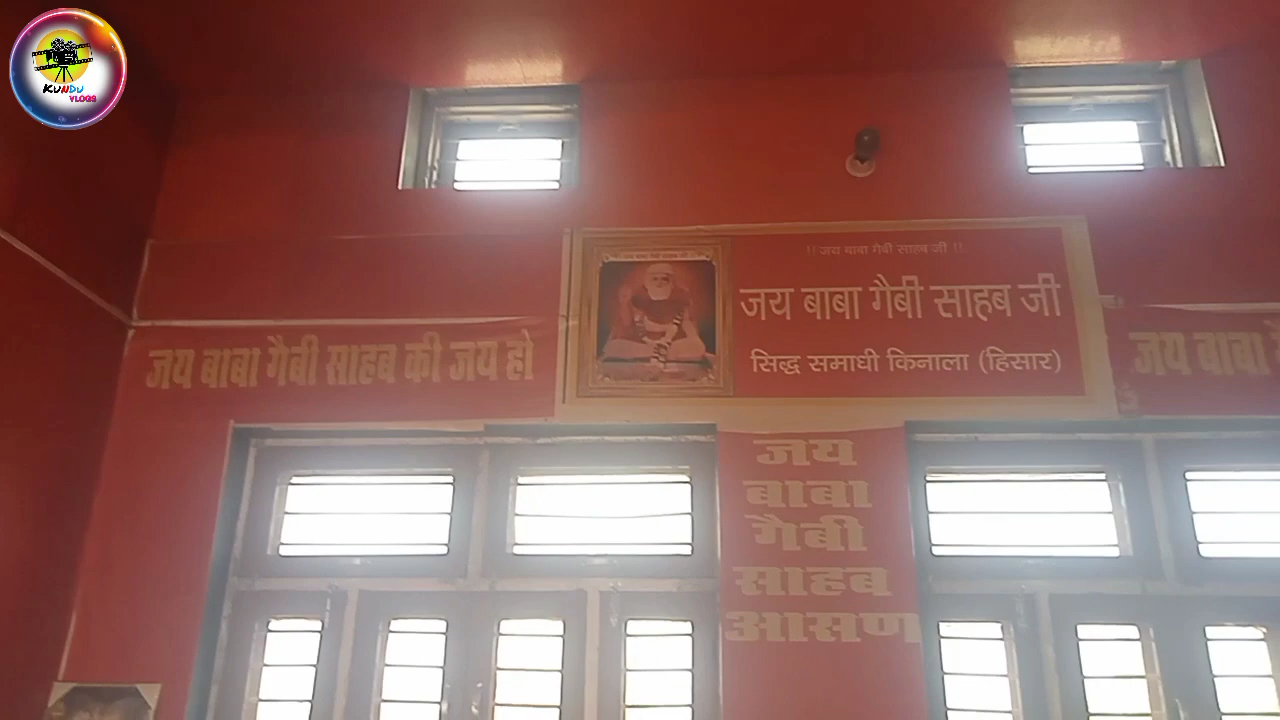 KUNDU
VLOGS
!! जय बाबा गैबी साहब जी !!
जय बाबा गैबी साहब जी
सिद्ध समाधी किनाला (हिसार)
जय बाबा गैबी साहब की जय हो
जय बाबा
जय
बाबा
गैबी
साहब
आसण